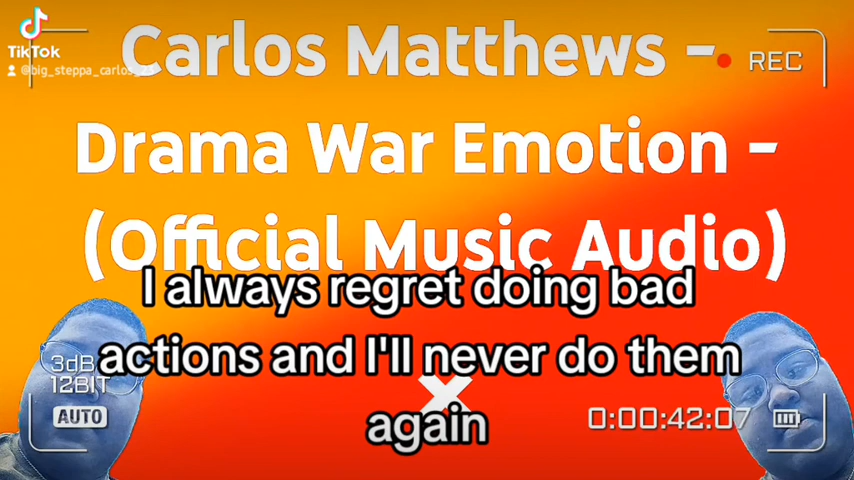 TikTok
@big_steppa_carlos_23
Carlos Matthews -
REC
Drama War Emotion -
(Official Music Audio)
I always regret doing bad
actions and I'll never do them
again
3dB
12BIT
AUTO
0:00:42:07